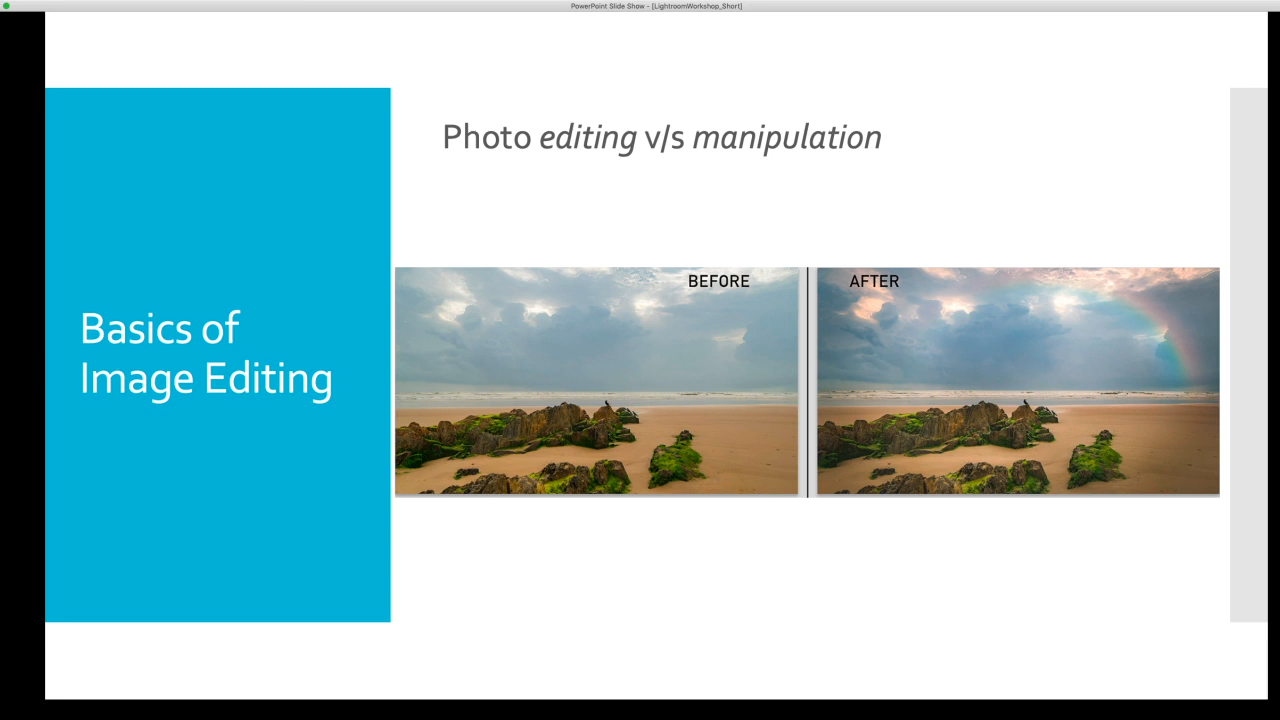 PowerPoint Slide Show - [LightroomWorkshop_Short]
Photo editing v/s manipulation
Basics of
Image Editing
BEFORE
AFTER